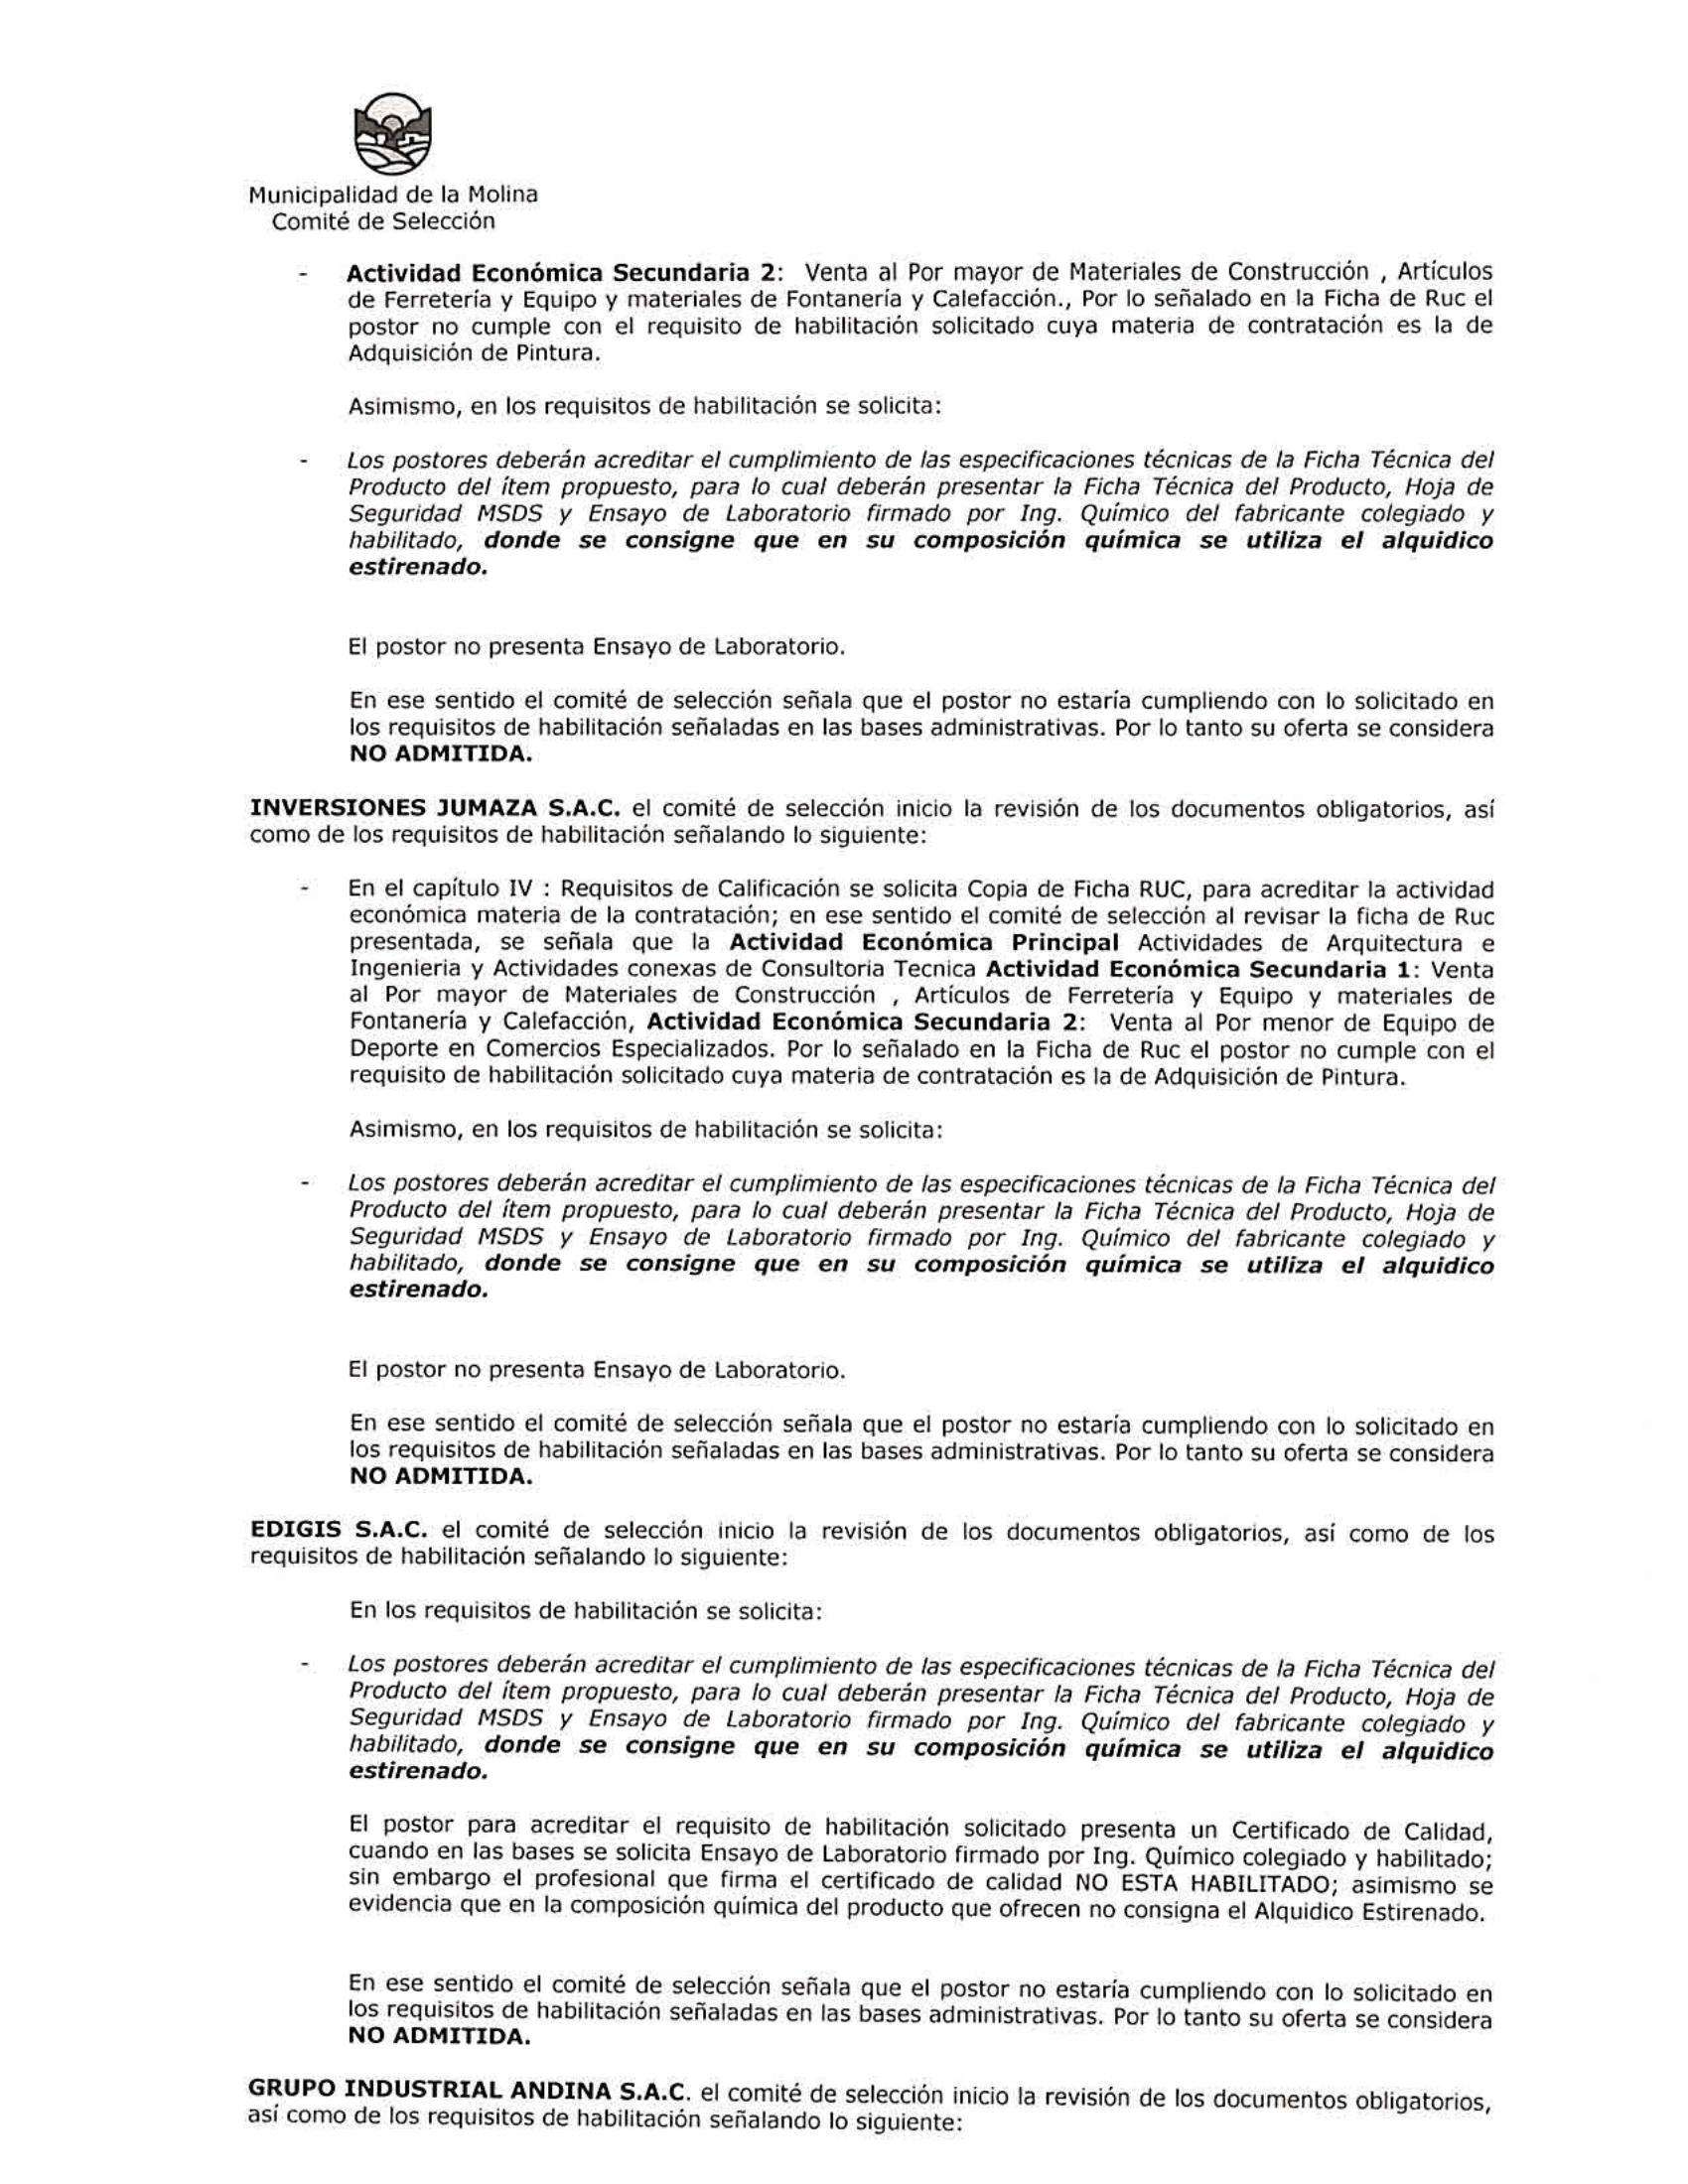 Municipalidad de la Molina
Comité de Selección
- Actividad Económica Secundaria 2: Venta al Por mayor de Materiales de Construcción , Artículos
de Ferretería y Equipo y materiales de Fontanería y Calefacción., Por lo señalado en la Ficha de Ruc el
postor no cumple con el requisito de habilitación solicitado cuya materia de contratación es la de
Adquisición de Pintura.
Asimismo, en los requisitos de habilitación se solicita:
- Los postores deberán acreditar el cumplimiento de las especificaciones técnicas de la Ficha Técnica del
Producto del ítem propuesto, para lo cual deberán presentar la Ficha Técnica del Producto, Hoja de
Seguridad MSDS y Ensayo de Laboratorio firmado por Ing. Químico del fabricante colegiado y
habilitado, donde se consigne que en su composición química se utiliza el alquidico
estirenado.
El postor no presenta Ensayo de Laboratorio.
En ese sentido el comité de selección señala que el postor no estaría cumpliendo con lo solicitado en
los requisitos de habilitación señaladas en las bases administrativas. Por lo tanto su oferta se considera
NO ADMITIDA.
INVERSIONES JUMAZA S.A.C. el comité de selección inicio la revisión de los documentos obligatorios, así
como de los requisitos de habilitación señalando lo siguiente:
- En el capítulo IV : Requisitos de Calificación se solicita Copia de Ficha RUC, para acreditar la actividad
económica materia de la contratación; en ese sentido el comité de selección al revisar la ficha de Ruc
presentada, se señala que la Actividad Económica Principal Actividades de Arquitectura e
Ingenieria y Actividades conexas de Consultoria Tecnica Actividad Económica Secundaria 1: Venta
al Por mayor de Materiales de Construcción , Artículos de Ferretería y Equipo y materiales de
Fontanería y Calefacción, Actividad Económica Secundaria 2: Venta al Por menor de Equipo de
Deporte en Comercios Especializados. Por lo señalado en la Ficha de Ruc el postor no cumple con el
requisito de habilitación solicitado cuya materia de contratación es la de Adquisición de Pintura.
Asimismo, en los requisitos de habilitación se solicita:
- Los postores deberán acreditar el cumplimiento de las especificaciones técnicas de la Ficha Técnica del
Producto del ítem propuesto, para lo cual deberán presentar la Ficha Técnica del Producto, Hoja de
Seguridad MSDS y Ensayo de Laboratorio firmado por Ing. Químico del fabricante colegiado y
habilitado, donde se consigne que en su composición química se utiliza el alquidico
estirenado.
El postor no presenta Ensayo de Laboratorio.
En ese sentido el comité de selección señala que el postor no estaría cumpliendo con lo solicitado en
los requisitos de habilitación señaladas en las bases administrativas. Por lo tanto su oferta se considera
NO ADMITIDA.
EDIGIS S.A.C. el comité de selección inicio la revisión de los documentos obligatorios, así como de los
requisitos de habilitación señalando lo siguiente:
En los requisitos de habilitación se solicita:
- Los postores deberán acreditar el cumplimiento de las especificaciones técnicas de la Ficha Técnica del
Producto del ítem propuesto, para lo cual deberán presentar la Ficha Técnica del Producto, Hoja de
Seguridad MSDS y Ensayo de Laboratorio firmado por Ing. Químico del fabricante colegiado y
habilitado, donde se consigne que en su composición química se utiliza el alquidico
estirenado.
El postor para acreditar el requisito de habilitación solicitado presenta un Certificado de Calidad,
cuando en las bases se solicita Ensayo de Laboratorio firmado por Ing. Químico colegiado y habilitado;
sin embargo el profesional que firma el certificado de calidad NO ESTA HABILITADO; asimismo se
evidencia que en la composición química del producto que ofrecen no consigna el Alquidico Estirenado.
En ese sentido el comité de selección señala que el postor no estaría cumpliendo con lo solicitado en
los requisitos de habilitación señaladas en las bases administrativas. Por lo tanto su oferta se considera
NO ADMITIDA.
GRUPO INDUSTRIAL ANDINA S.A.C. el comité de selección inicio la revisión de los documentos obligatorios,
así como de los requisitos de habilitación señalando lo siguiente: